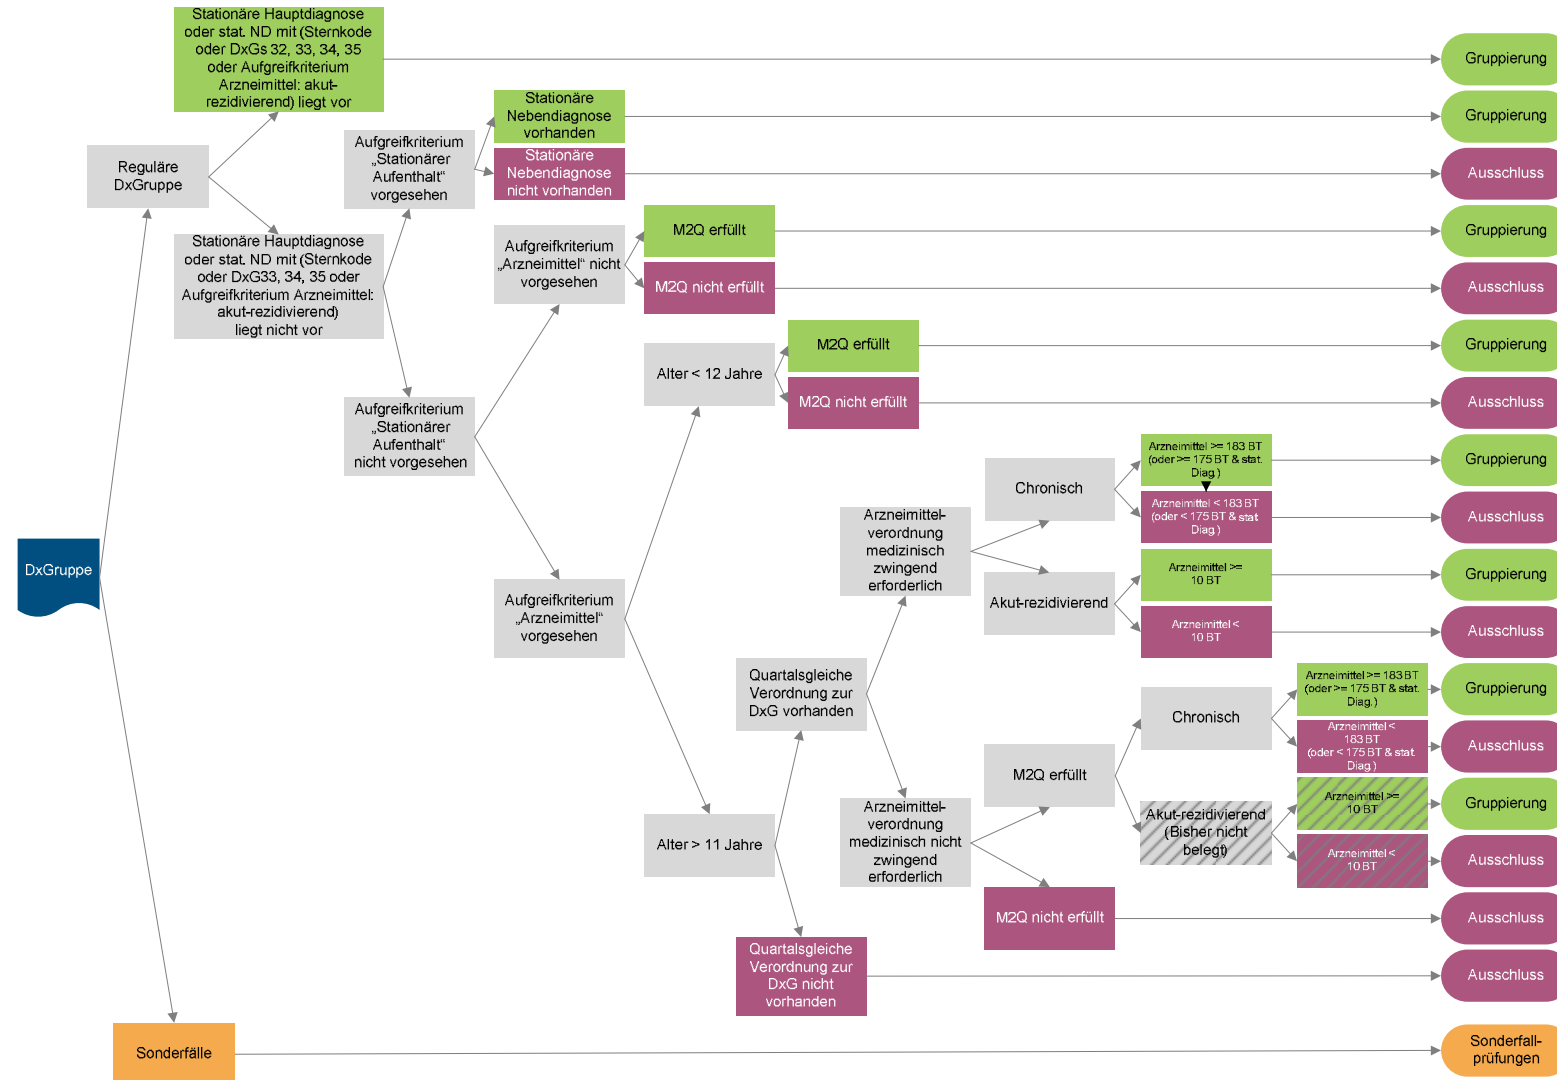 Stationäre Hauptdiagnose
oder stat. ND mit (Sternkode
oder DxGs 32, 33, 34, 35
oder Aufgreifkriterium
Arzneimittel: akut-
rezidivierend) liegt vor
Gruppierung
Stationäre
Nebendiagnose
vorhanden
Gruppierung
Aufgreifkriterium
„Stationärer
Aufenthalt“
vorgesehen
Stationäre
Nebendiagnose
nicht vorhanden
Ausschluss
Reguläre
DxGruppe
Stationäre Hauptdiagnose
oder stat. ND mit (Sternkode
oder DxG33, 34, 35 oder
Aufgreifkriterium Arzneimittel:
akut-rezidivierend)
liegt nicht vor
Aufgreifkriterium
„Arzneimittel“ nicht
vorgesehen
M2Q erfüllt
Gruppierung
M2Q nicht erfüllt
Ausschluss
Alter < 12 Jahre
M2Q erfüllt
Gruppierung
M2Q nicht erfüllt
Ausschluss
Aufgreifkriterium
„Stationärer
Aufenthalt“
nicht vorgesehen
Chronisch
Arzneimittel >= 183 BT
(oder >= 175 BT & stat.
Diag.)
Gruppierung
Arzneimittel < 183 BT
(oder < 175 BT & stat
Diag.)
Ausschluss
Arzneimittel-
verordnung
medizinisch
zwingend
erforderlich
DxGruppe
Akut-rezidivierend
Arzneimittel >=
10 BT
Gruppierung
Arzneimittel <
10 BT
Ausschluss
Aufgreifkriterium
„Arzneimittel“
vorgesehen
Quartalsgleiche
Verordnung zur
DxG vorhanden
Chronisch
Arzneimittel >= 183 BT
(oder >= 175 BT & stat.
Diag.)
Gruppierung
Arzneimittel <
183 BT
(oder < 175 BT & stat.
Diag.)
Ausschluss
M2Q erfüllt
Arzneimittel-
verordnung
medizinisch nicht
zwingend
erforderlich
Akut-rezidivierend
(Bisher nicht
belegt)
Arzneimittel >=
10 BT
Gruppierung
Arzneimittel <
10 BT
Ausschluss
Alter > 11 Jahre
M2Q nicht erfüllt
Ausschluss
Quartalsgleiche
Verordnung zur
DxG nicht
vorhanden
Ausschluss
Sonderfälle
Sonderfall-
prüfungen